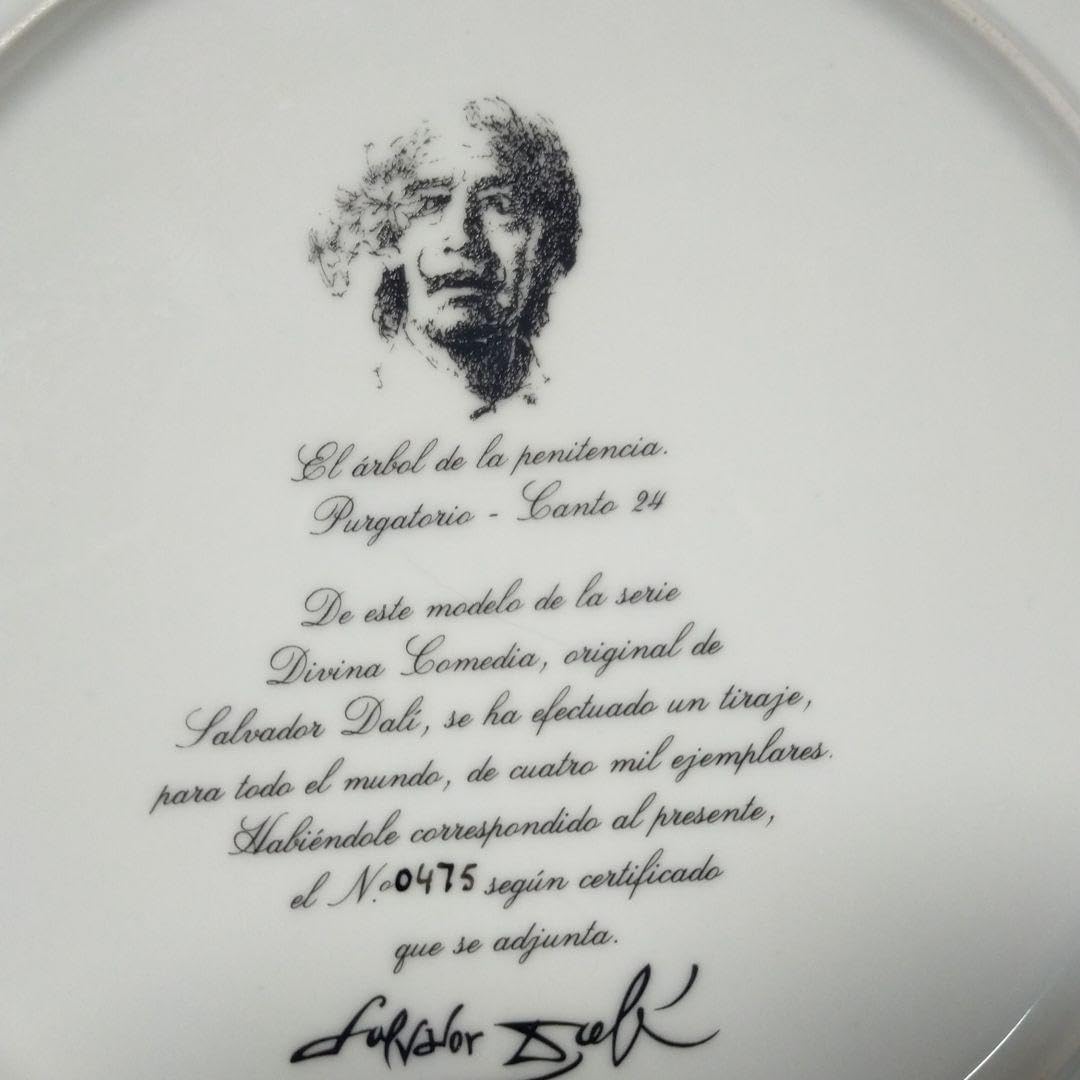 El árbol de la penitencia.
Purgatorio - Canto 24
De este modelo de la serie
Divina Comedia, original de
Salvador Dalí, se ha efectuado un tiraje,
para todo el mundo, de cuatro mil ejemplares.
Habiéndole correspondido al presente,
el N.º 0475 según certificado
que se adjunta.
Salvador Dalí